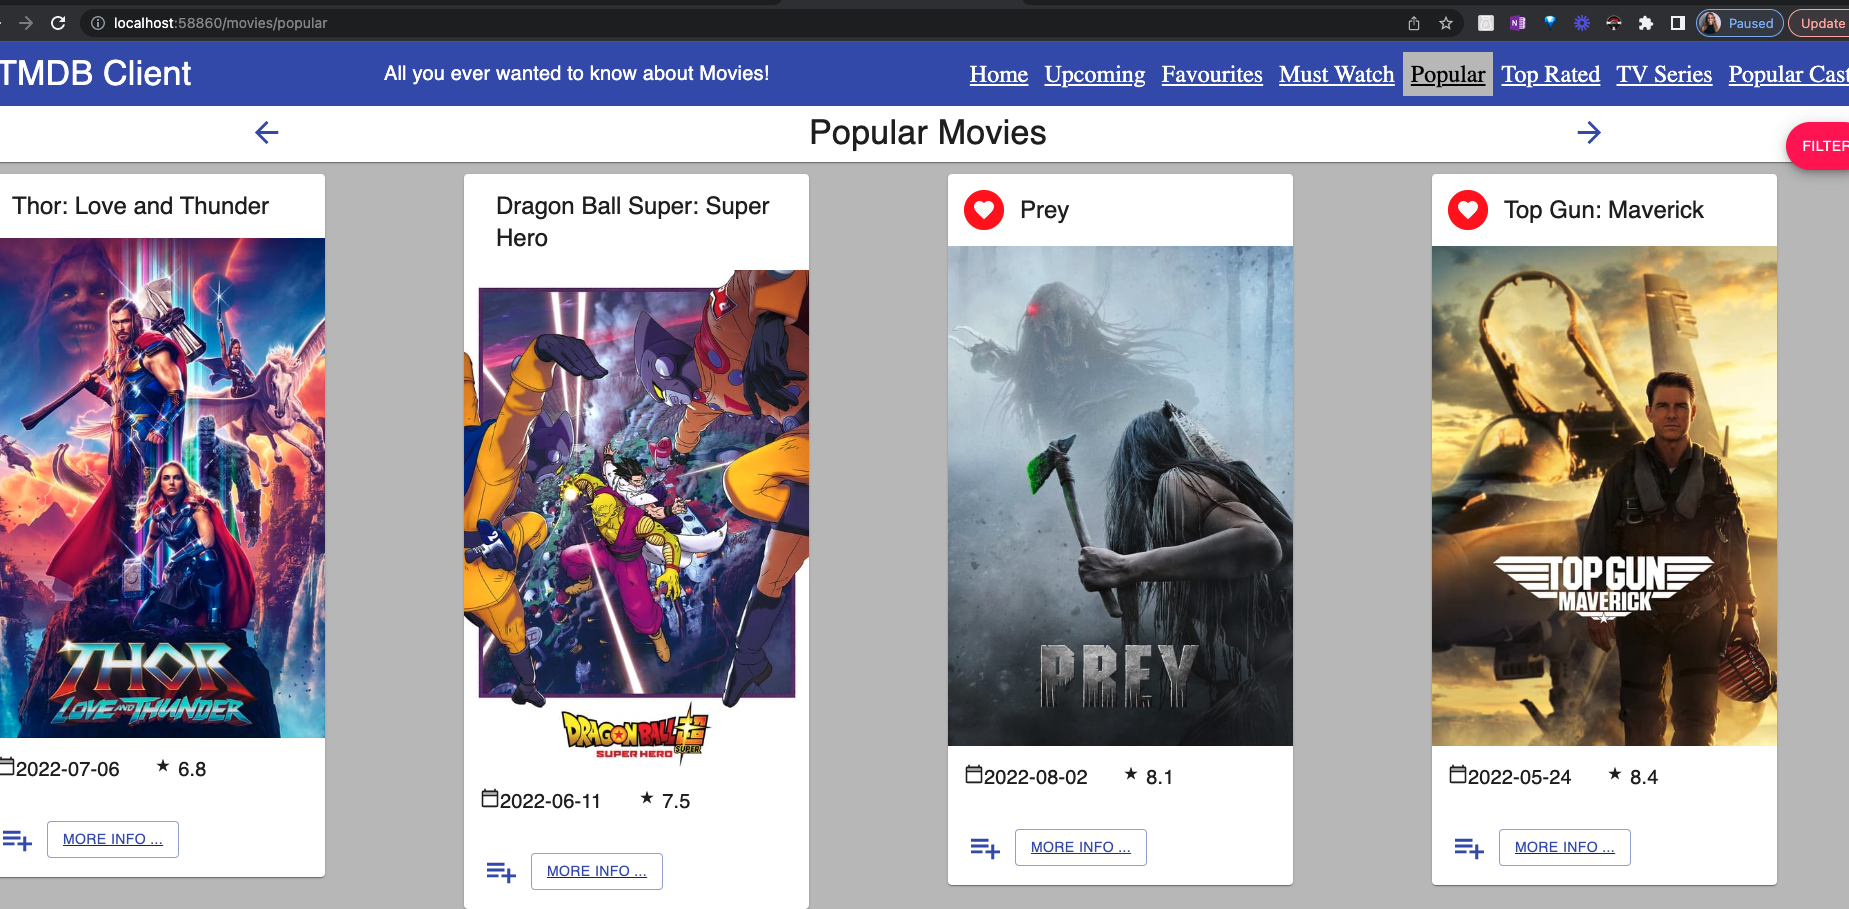 localhost:58860/movies/popular
N
Paused
Update
TMDB Client
All you ever wanted to know about Movies!
Home Upcoming Favourites Must Watch Popular Top Rated TV Series Popular Cast
Popular Movies
FILTER
Thor: Love and Thunder
THOR
LOVE AND THUNDER
2022-07-06 ★ 6.8
MORE INFO ...
Dragon Ball Super: Super
Hero
2
DRAGONBALL
SUPER
SUPER HERO
2022-06-11 ★ 7.5
MORE INFO ...
Prey
PREY
2022-08-02 ★ 8.1
MORE INFO ...
Top Gun: Maverick
TOP GUN
MAVERICK
2022-05-24 ★ 8.4
MORE INFO ...